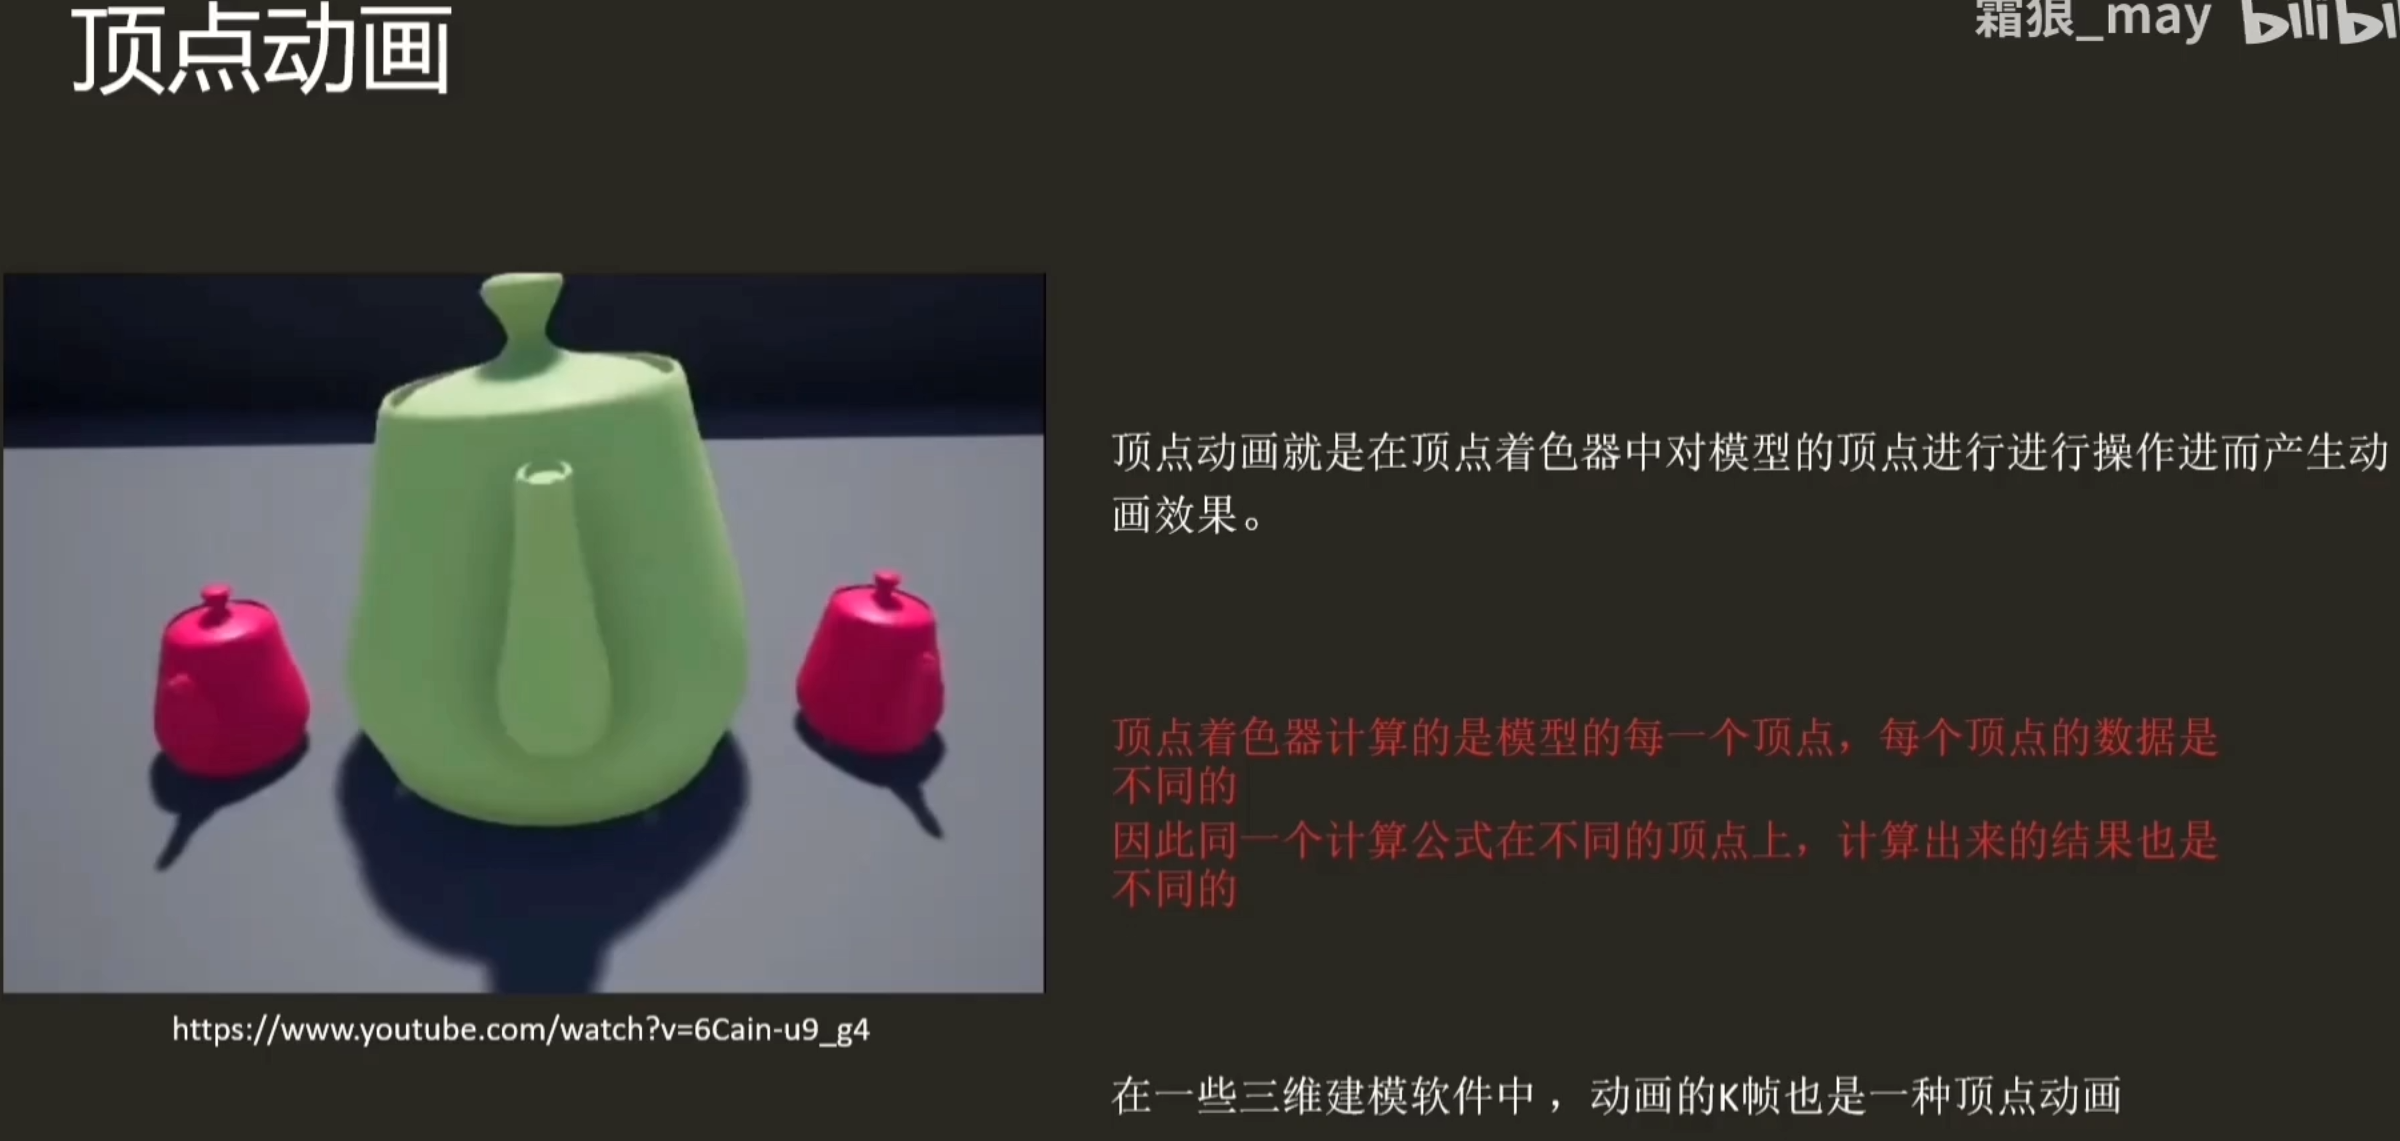 顶点动画
霜狼_may bilibili
顶点动画就是在顶点着色器中对模型的顶点进行进行操作进而产生动
画效果。
顶点着色器计算的是模型的每一个顶点，每个顶点的数据是
不同的
因此同一个计算公式在不同的顶点上，计算出来的结果也是
不同的
https://www.youtube.com/watch?v=6Cain-u9_g4
在一些三维建模软件中，动画的K帧也是一种顶点动画